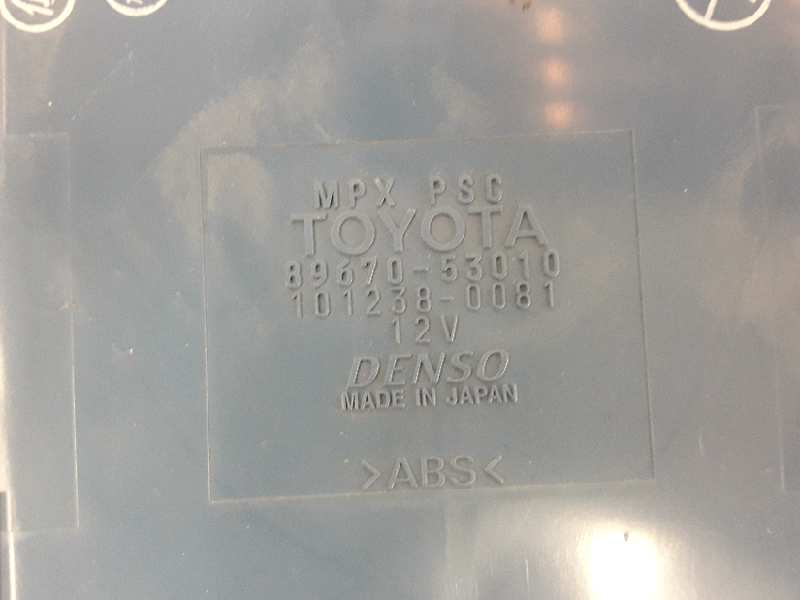 MPX PSC
TOYOTA
89670-53010
101238-0081
12V
DENSO
MADE IN JAPAN
>ABS<